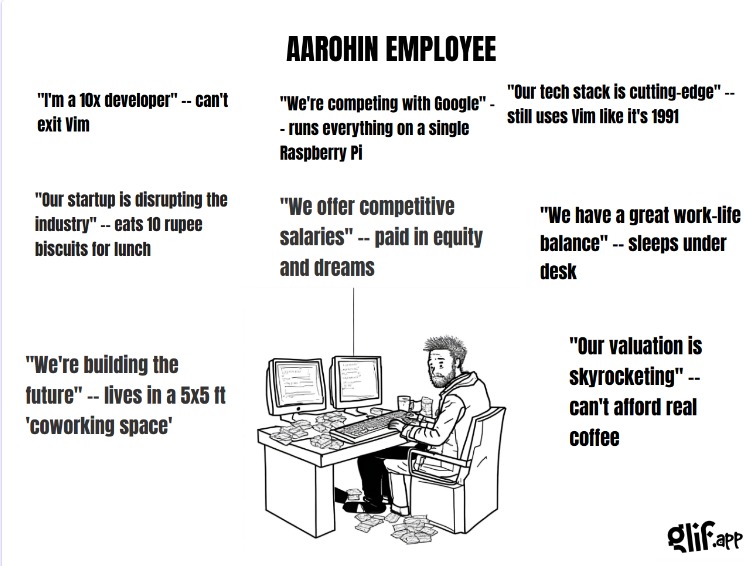 AAROHIN EMPLOYEE
"I'm a 10x developer" -- can't
exit Vim
"We're competing with Google" -
- runs everything on a single
Raspberry Pi
"Our tech stack is cutting-edge" --
still uses Vim like it's 1991
"Our startup is disrupting the
industry" -- eats 10 rupee
biscuits for lunch
"We offer competitive
salaries" -- paid in equity
and dreams
"We have a great work-life
balance" -- sleeps under
desk
"We're building the
future" -- lives in a 5x5 ft
'coworking space'
"Our valuation is
skyrocketing" --
can't afford real
coffee
glif.app